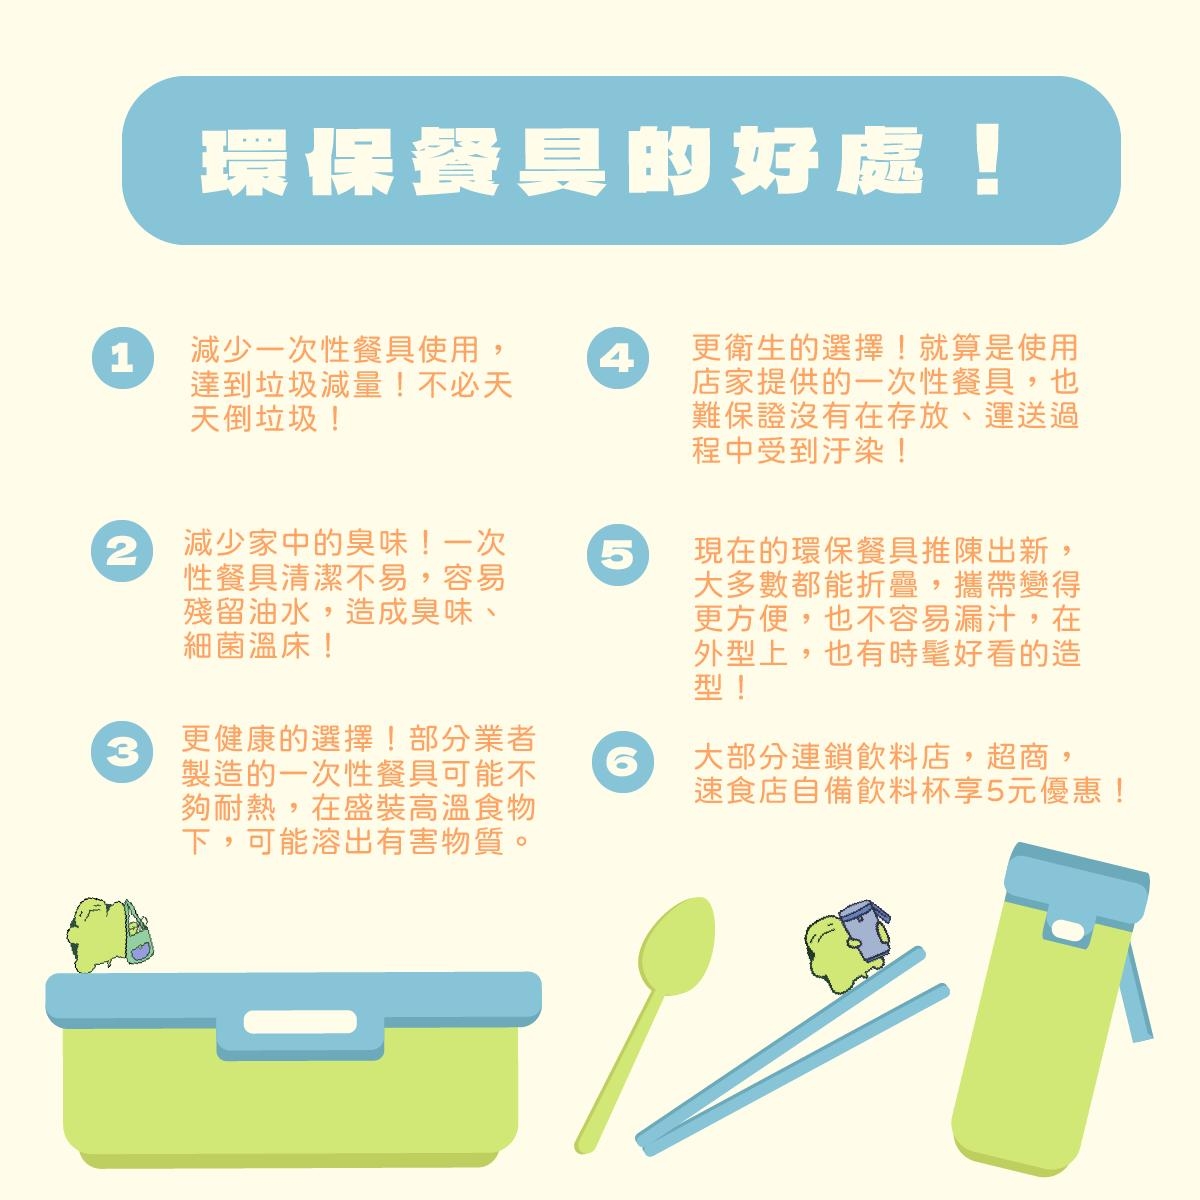 環保餐具的好處！
1
減少一次性餐具使用，
達到垃圾減量！不必天
天倒垃圾！
2
減少家中的臭味！一次
性餐具清潔不易，容易
殘留油水，造成臭味、
細菌溫床！
3
更健康的選擇！部分業者
製造的一次性餐具可能不
夠耐熱，在盛裝高溫食物
下，可能溶出有害物質。
4
更衛生的選擇！就算是使用
店家提供的一次性餐具，也
難保證沒有在存放、運送過
程中受到汙染！
5
現在的環保餐具推陳出新，
大多數都能折疊，攜帶變得
更方便，也不容易漏汁，在
外型上，也有時髦好看的造
型！
6
大部分連鎖飲料店，超商，
速食店自備飲料杯享5元優惠！